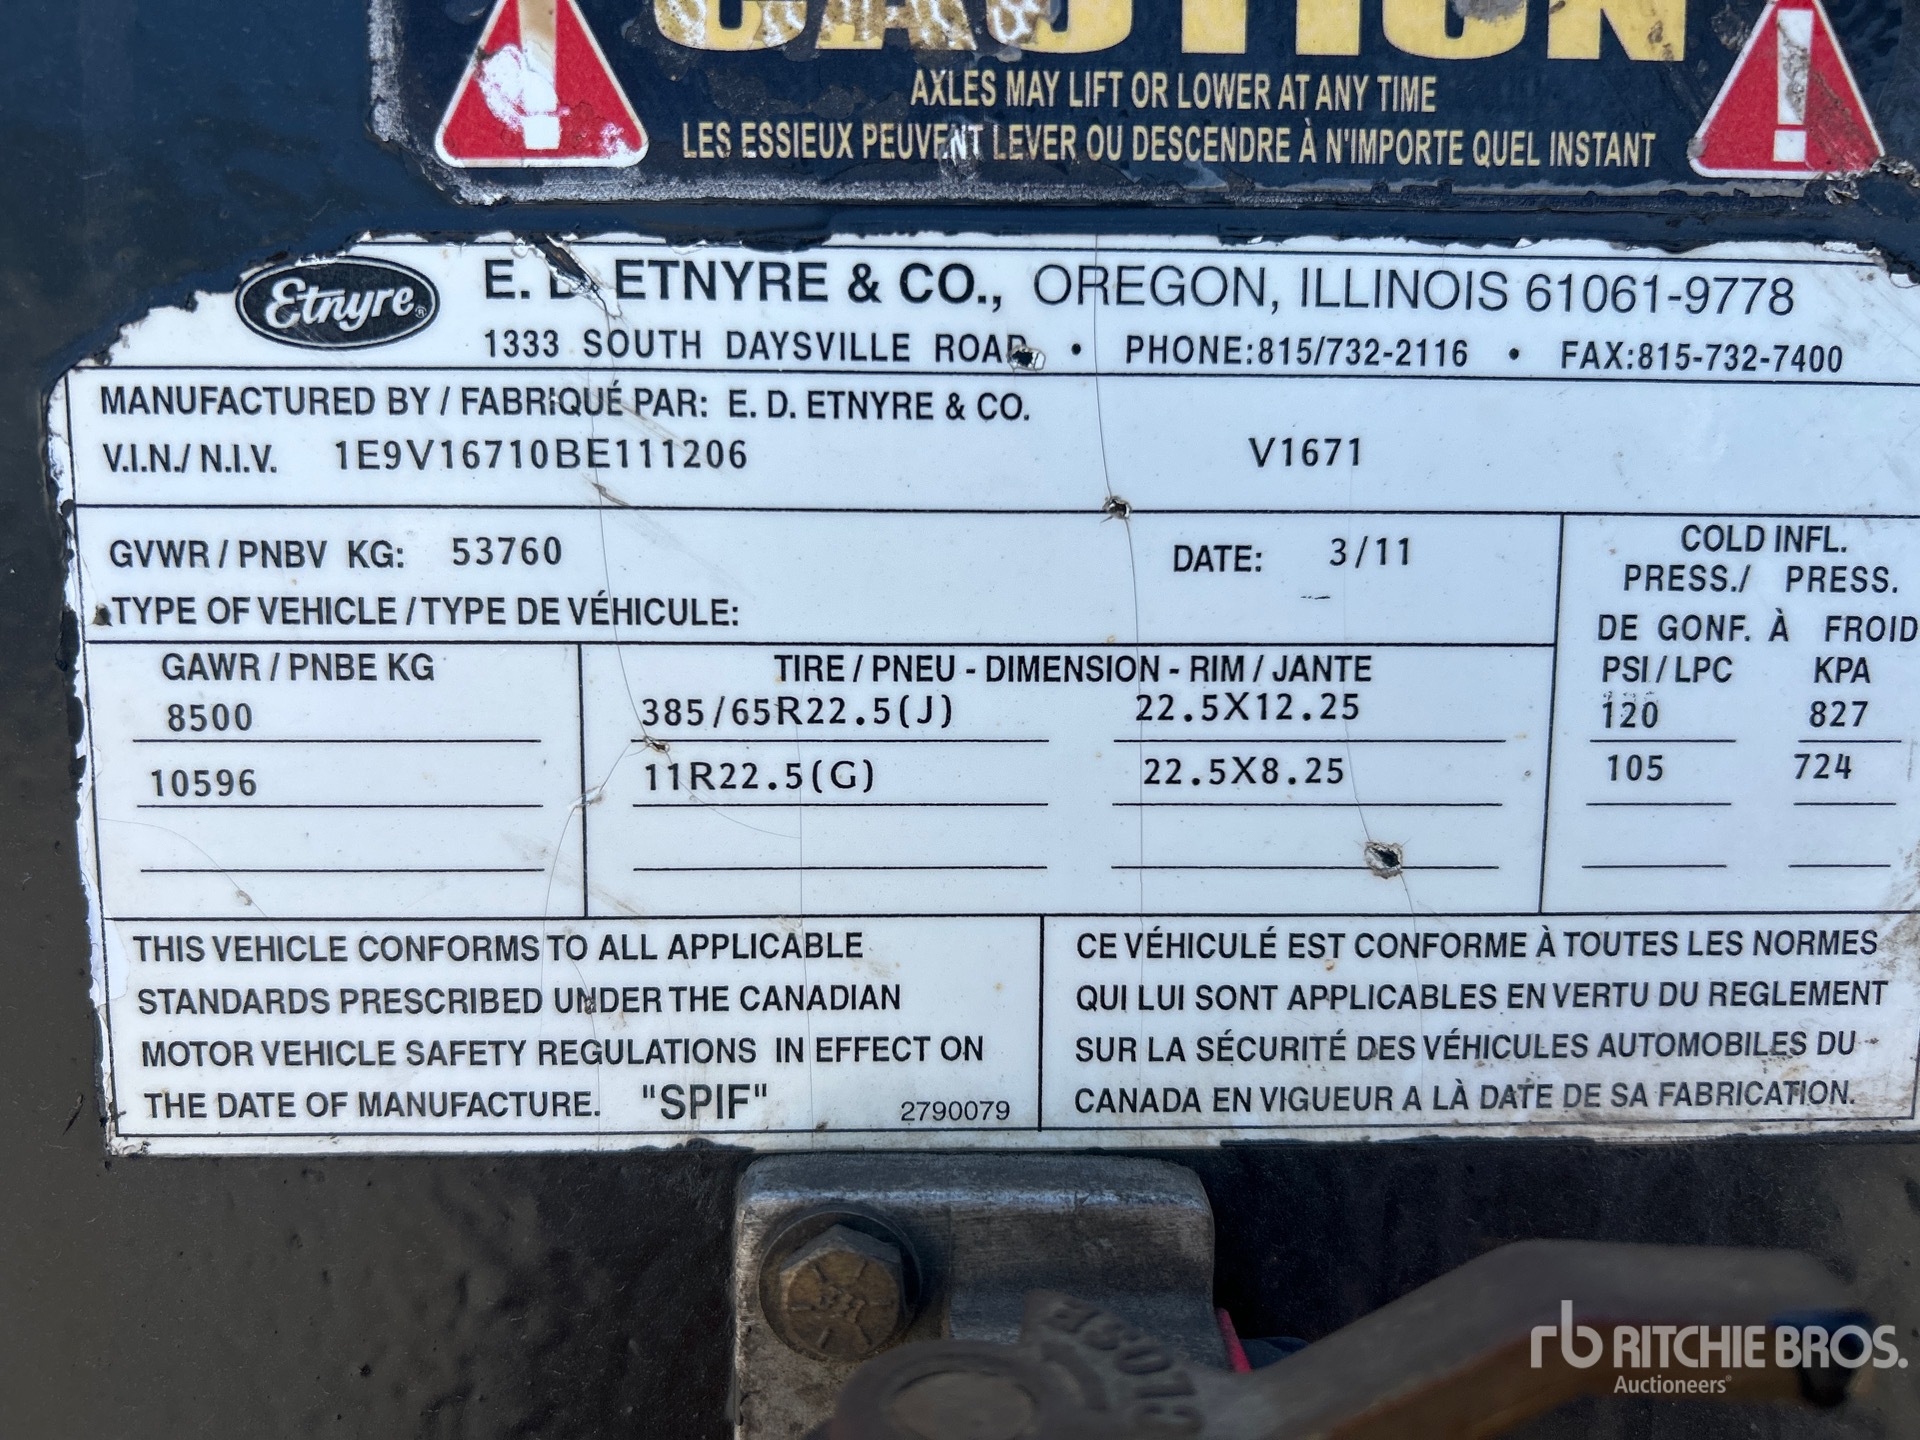 CAUTION
AXLES MAY LIFT OR LOWER AT ANY TIME
LES ESSIEUX PEUVENT LEVER OU DESCENDRE À N'IMPORTE QUEL INSTANT
Etnyre® E. D. ETNYRE & CO., OREGON, ILLINOIS 61061-9778
1333 SOUTH DAYSVILLE ROAD • PHONE:815/732-2116 • FAX:815-732-7400
MANUFACTURED BY / FABRIQUÉ PAR: E. D. ETNYRE & CO.
V.I.N./ N.I.V. 1E9V16710BE111206 V1671
GVWR / PNBV KG: 53760 DATE: 3/11
TYPE OF VEHICLE / TYPE DE VÉHICULE:
COLD INFL.
PRESS./ PRESS.
DE GONF. À FROID
GAWR / PNBE KG TIRE / PNEU - DIMENSION - RIM / JANTE PSI / LPC KPA
8500 385/65R22.5(J) 22.5X12.25 120 827
10596 11R22.5(G) 22.5X8.25 105 724
THIS VEHICLE CONFORMS TO ALL APPLICABLE
STANDARDS PRESCRIBED UNDER THE CANADIAN
MOTOR VEHICLE SAFETY REGULATIONS IN EFFECT ON
THE DATE OF MANUFACTURE. "SPIF" 2790079
CE VÉHICULÉ EST CONFORME À TOUTES LES NORMES
QUI LUI SONT APPLICABLES EN VERTU DU REGLEMENT
SUR LA SÉCURITÉ DES VÉHICULES AUTOMOBILES DU
CANADA EN VIGUEUR A LÀ DATE DE SA FABRICATION.
CLOSE
rb RITCHIE BROS.
Auctioneers®